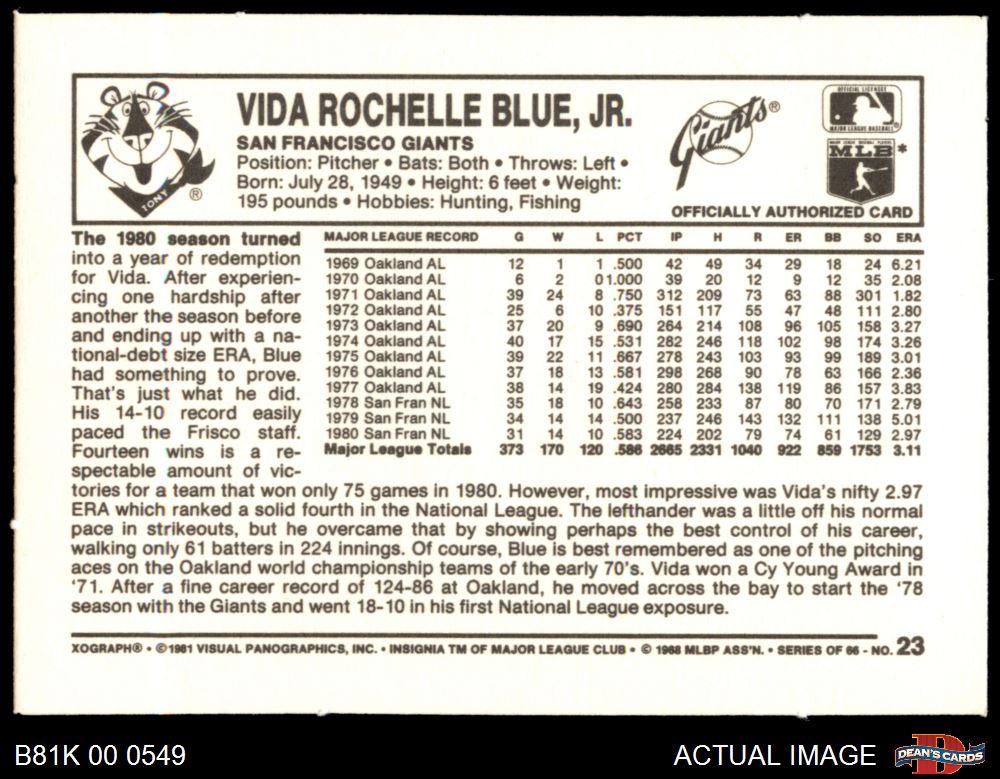 VIDA ROCHELLE BLUE, JR.
SAN FRANCISCO GIANTS
Position: Pitcher • Bats: Both • Throws: Left •
Born: July 28, 1949 • Height: 6 feet • Weight:
195 pounds • Hobbies: Hunting, Fishing
TONY ®
Giants ®
OFFICIAL LICENSEE
MAJOR LEAGUE BASEBALL ®
MAJOR LEAGUE BASEBALL PLAYERS
MLB *
OFFICIALLY AUTHORIZED CARD
The 1980 season turned
into a year of redemption
for Vida. After experien-
cing one hardship after
another the season before
and ending up with a na-
tional-debt size ERA, Blue
had something to prove.
That's just what he did.
His 14-10 record easily
paced the Frisco staff.
Fourteen wins is a re-
spectable amount of vic-
MAJOR LEAGUE RECORD G W L PCT IP H R ER BB SO ERA
1969 Oakland AL 12 1 1 .500 42 49 34 29 18 24 6.21
1970 Oakland AL 6 2 0 1.000 39 20 12 9 12 35 2.08
1971 Oakland AL 39 24 8 .750 312 209 73 63 88 301 1.82
1972 Oakland AL 25 6 10 .375 151 117 55 47 48 111 2.80
1973 Oakland AL 37 20 9 .690 264 214 108 96 105 158 3.27
1974 Oakland AL 40 17 15 .531 282 246 118 102 98 174 3.26
1975 Oakland AL 39 22 11 .667 278 243 103 93 99 189 3.01
1976 Oakland AL 37 18 13 .581 298 268 90 78 63 166 2.36
1977 Oakland AL 38 14 19 .424 280 284 138 119 86 157 3.83
1978 San Fran NL 35 18 10 .643 258 233 87 80 70 171 2.79
1979 San Fran NL 34 14 14 .500 237 246 143 132 111 138 5.01
1980 San Fran NL 31 14 10 .583 224 202 79 74 61 129 2.97
Major League Totals 373 170 120 .586 2665 2331 1040 922 859 1753 3.11
tories for a team that won only 75 games in 1980. However, most impressive was Vida's nifty 2.97
ERA which ranked a solid fourth in the National League. The lefthander was a little off his normal
pace in strikeouts, but he overcame that by showing perhaps the best control of his career,
walking only 61 batters in 224 innings. Of course, Blue is best remembered as one of the pitching
aces on the Oakland world championship teams of the early 70's. Vida won a Cy Young Award in
'71. After a fine career record of 124-86 at Oakland, he moved across the bay to start the '78
season with the Giants and went 18-10 in his first National League exposure.
XOGRAPH® • ©1981 VISUAL PANOGRAPHICS, INC. • INSIGNIA TM OF MAJOR LEAGUE CLUB • © 1968 MLBP ASS'N. • SERIES OF 66 - NO. 23
B81K 00 0549
ACTUAL IMAGE
DEAN'S CARDS